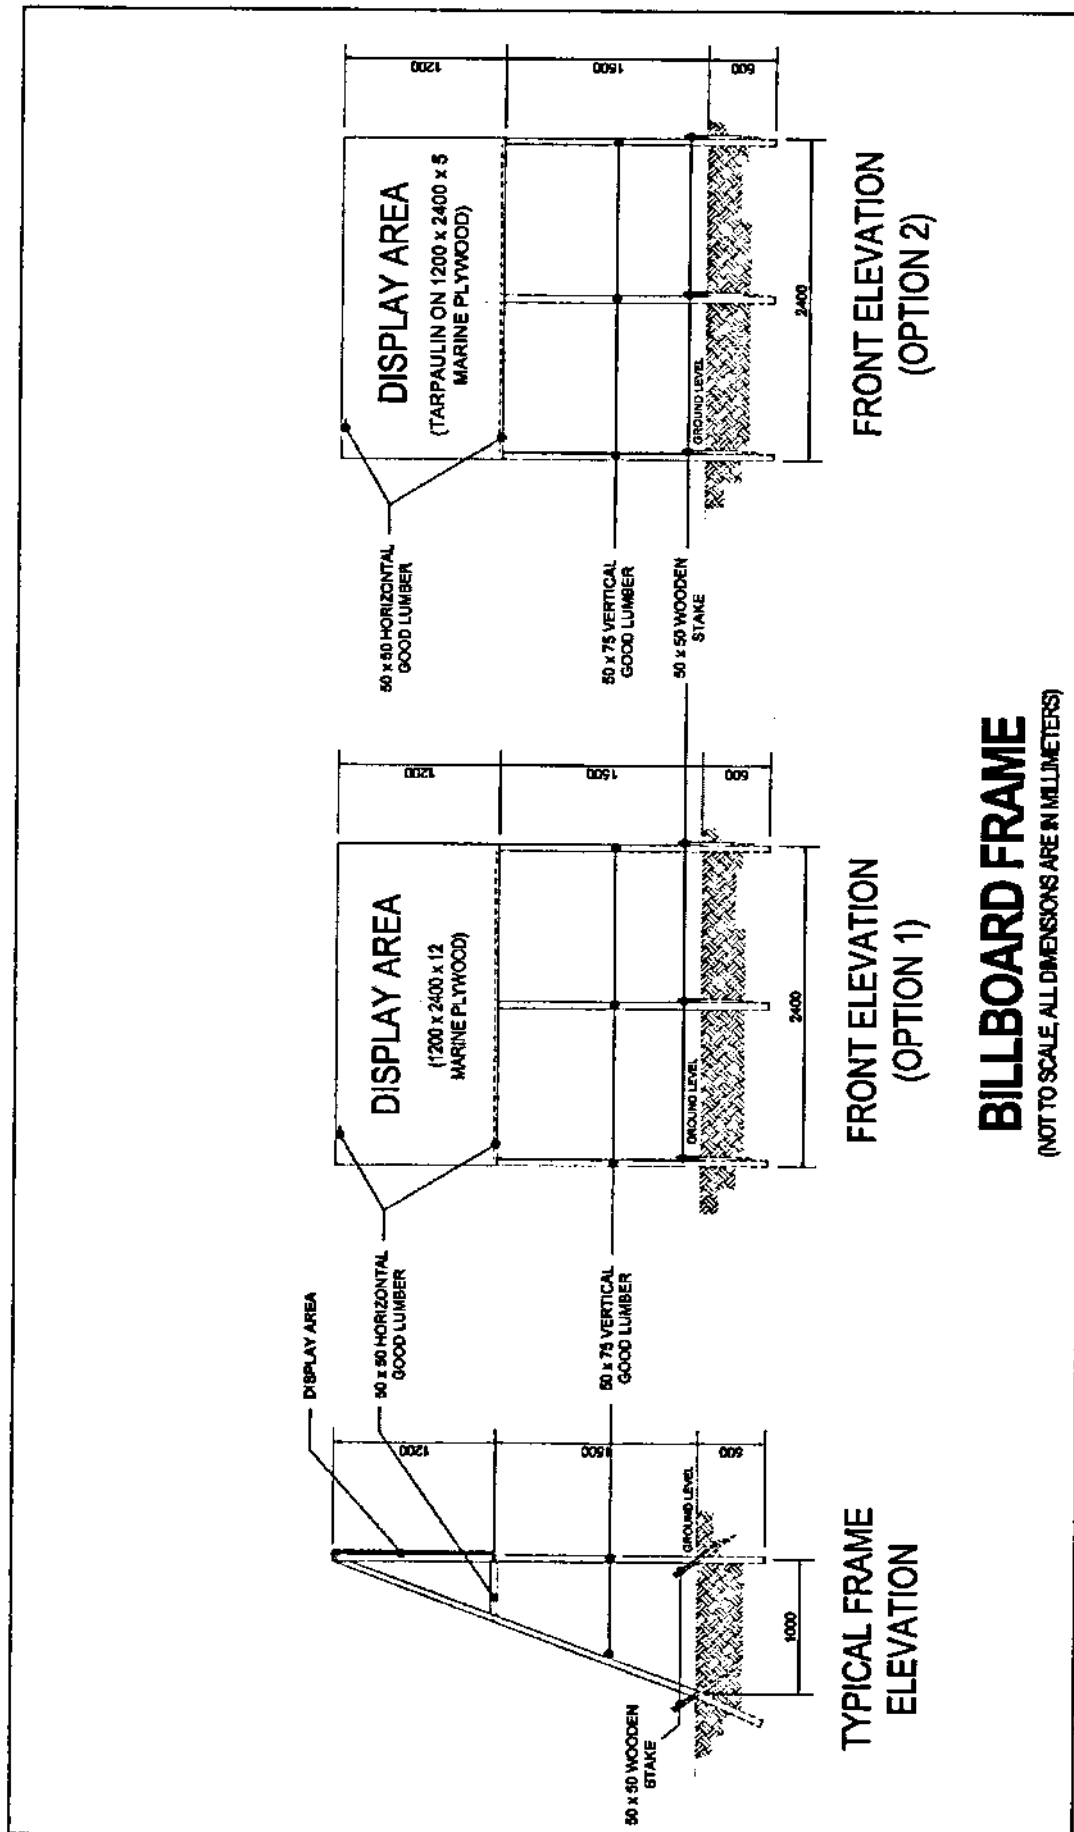 DISPLAY AREA
50 x 50 HORIZONTAL
GOOD LUMBER
50 x 75 VERTICAL
GOOD LUMBER
50 x 50 WOODEN
STAKE
GROUND LEVEL
1200
1500
600
1000
TYPICAL FRAME
ELEVATION
DISPLAY AREA
(1200 x 2400 x 12
MARINE PLYWOOD)
GROUND LEVEL
1200
1500
600
2400
FRONT ELEVATION
(OPTION 1)
50 x 50 HORIZONTAL
GOOD LUMBER
50 x 75 VERTICAL
GOOD LUMBER
50 x 50 WOODEN
STAKE
DISPLAY AREA
(TARPAULIN ON 1200 x 2400 x 5
MARINE PLYWOOD)
GROUND LEVEL
1200
1500
600
2400
FRONT ELEVATION
(OPTION 2)
BILLBOARD FRAME
(NOT TO SCALE, ALL DIMENSIONS ARE IN MILLIMETERS)